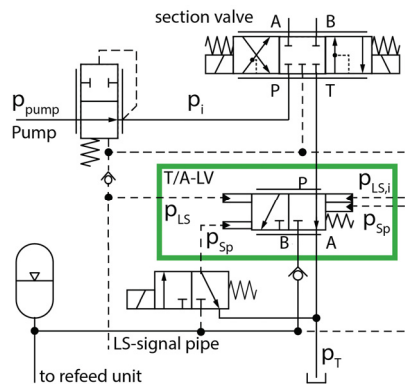 section valve
A B
p_pump
Pump
p_i
P T
T/A-LV
P
p_LS,i
p_LS
p_Sp
p_Sp
B A
LS-signal pipe
p_T
to refeed unit